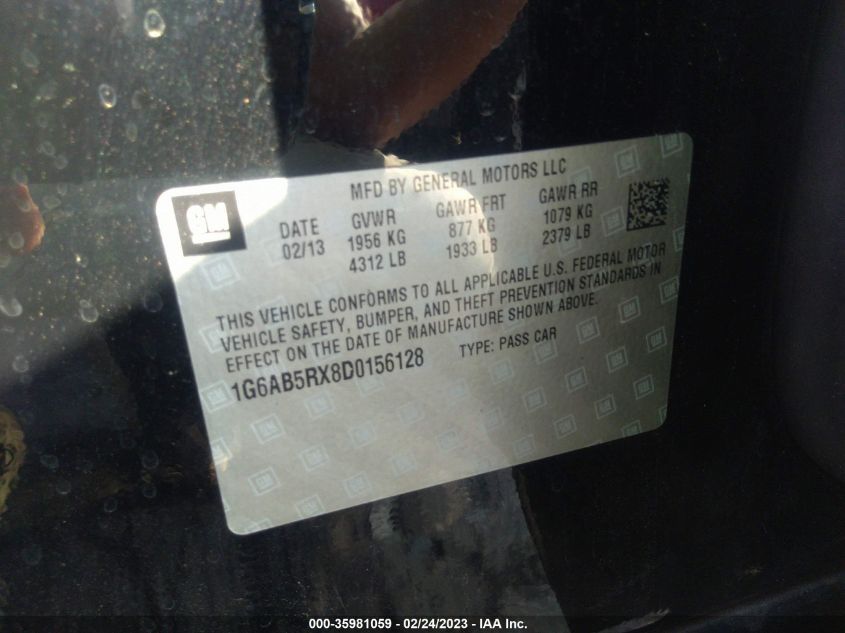 GM
MFD BY GENERAL MOTORS LLC
DATE GVWR GAWR FRT GAWR RR
02/13 1956 KG 877 KG 1079 KG
4312 LB 1933 LB 2379 LB
THIS VEHICLE CONFORMS TO ALL APPLICABLE U.S. FEDERAL MOTOR
VEHICLE SAFETY, BUMPER, AND THEFT PREVENTION STANDARDS IN
EFFECT ON THE DATE OF MANUFACTURE SHOWN ABOVE.
1G6AB5RX8D0156128 TYPE: PASS CAR
000-35981059 — 02/24/2023 — © IAA Inc.